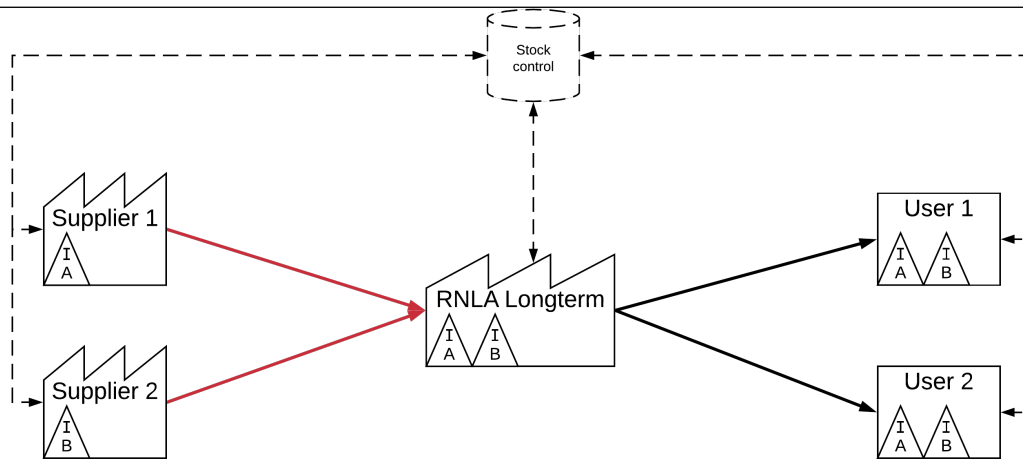 Stock
control
Supplier 1
I
A
User 1
I I
A B
RNLA Longterm
I I
A B
Supplier 2
I
B
User 2
I I
A B